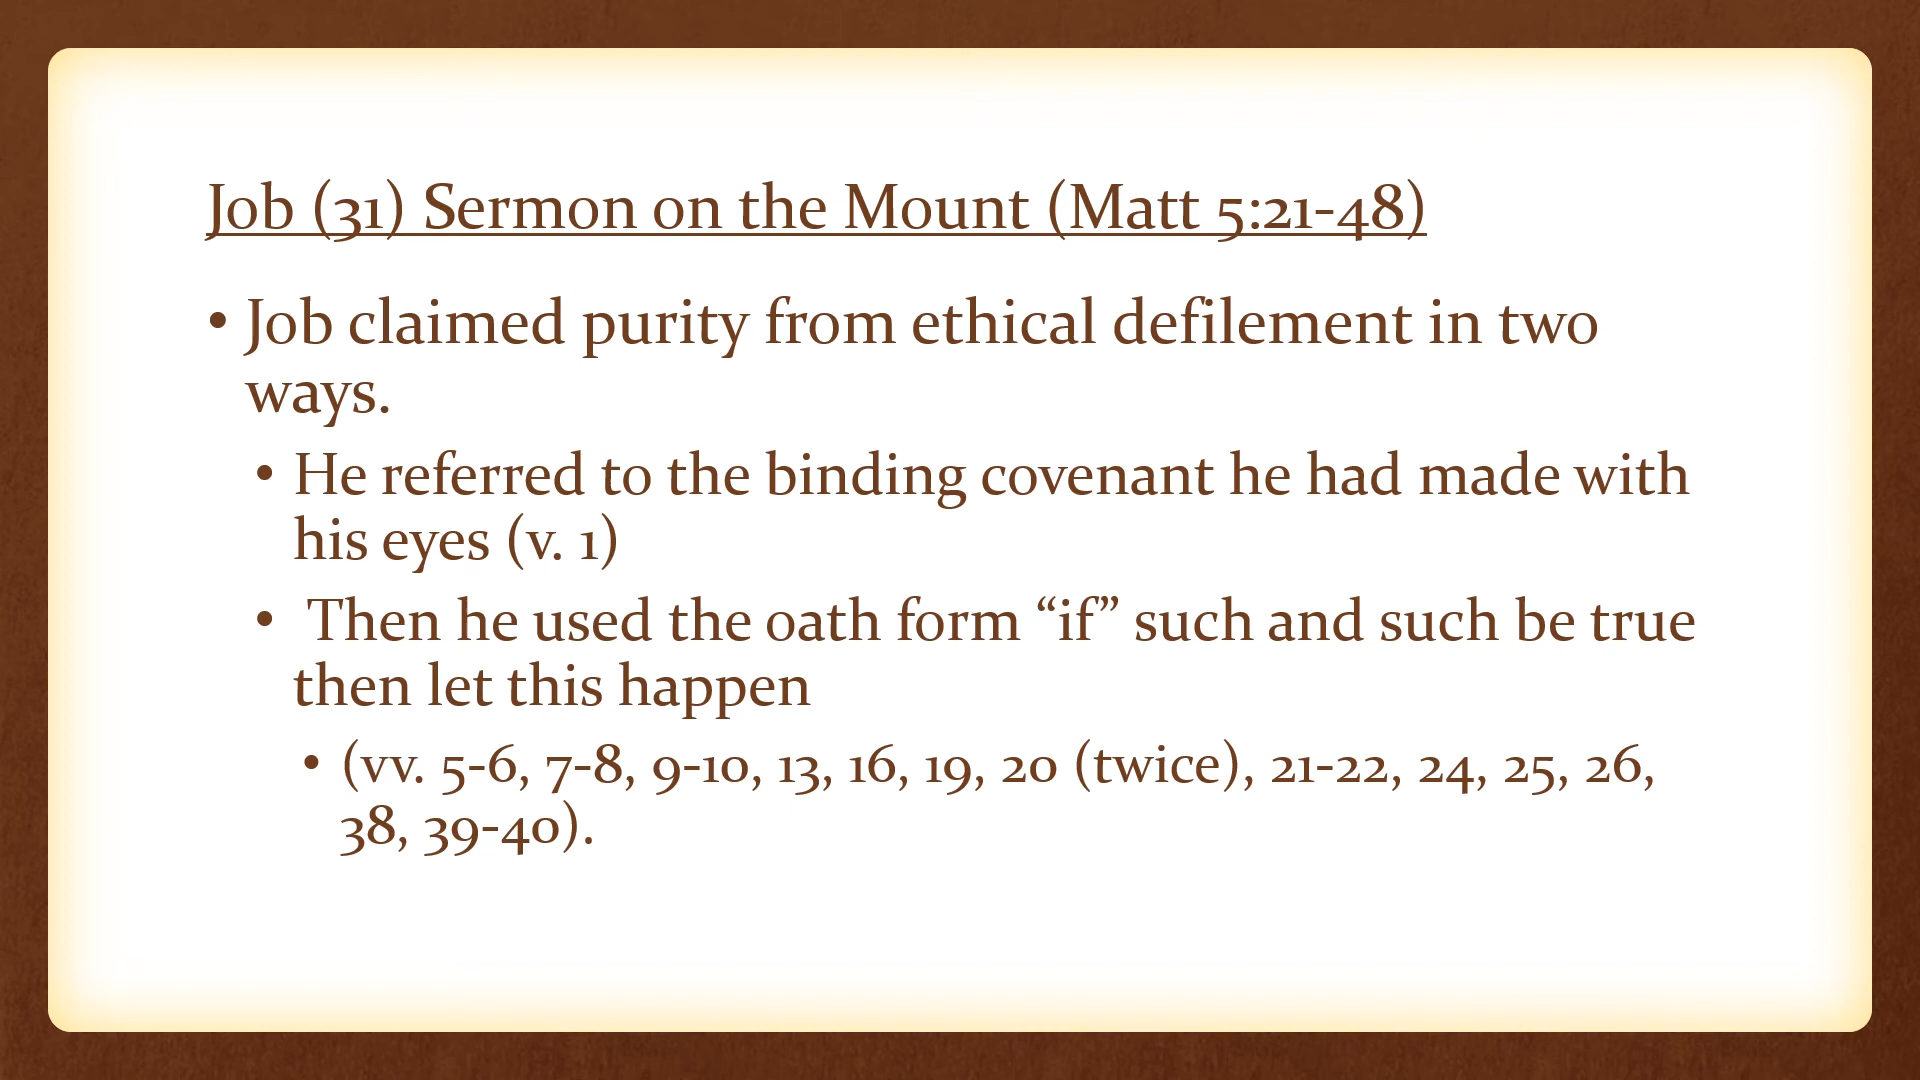 Job (31) Sermon on the Mount (Matt 5:21-48)
• Job claimed purity from ethical defilement in two
ways.
• He referred to the binding covenant he had made with
his eyes (v. 1)
• Then he used the oath form “if” such and such be true
then let this happen
• (vv. 5-6, 7-8, 9-10, 13, 16, 19, 20 (twice), 21-22, 24, 25, 26,
38, 39-40).